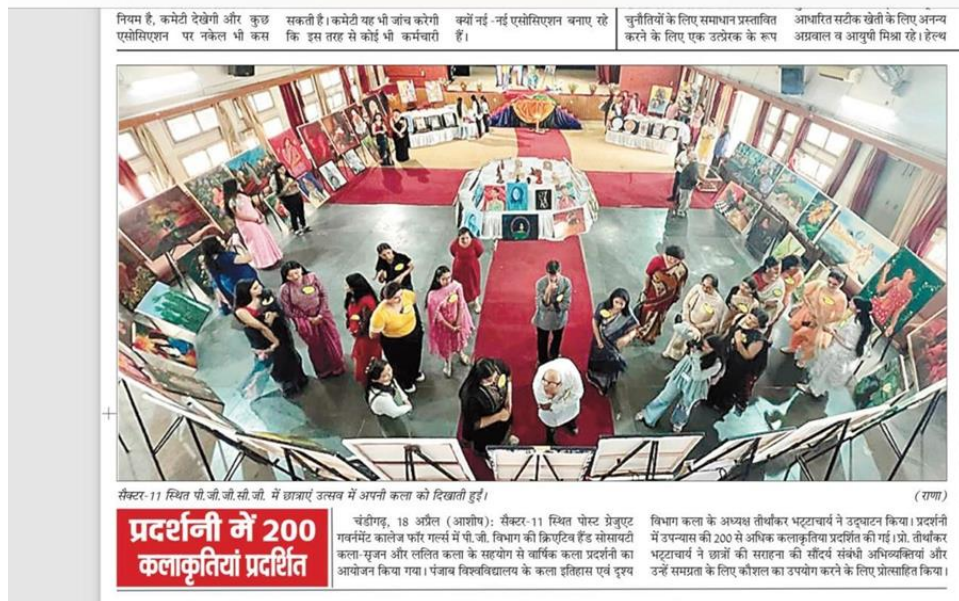 नियम है, कमेटी देखेगी और कुछ
एसोसिएशन पर नकेल भी कस
सकती है। कमेटी यह भी जांच करेगी
कि इस तरह से कोई भी कर्मचारी
क्यों नई -नई एसोसिएशन बनाए रहे
हैं।
चुनौतियों के लिए समाधान प्रस्तावित
करने के लिए एक उत्प्रेरक के रूप
आधारित सटीक खेती के लिए अनन्य
अग्रवाल व आयुषी मिश्रा रहे। हेल्थ
सैक्टर-11 स्थित पी.जी.जी.सी.जी. में छात्राएं उत्सव में अपनी कला को दिखाती हुई।
(राणा)
प्रदर्शनी में 200
कलाकृतियां प्रदर्शित
चंडीगढ़, 18 अप्रैल (आशीष): सैक्टर-11 स्थित पोस्ट ग्रेजुएट
गवर्नमेंट कालेज फॉर गर्ल्स में पी.जी. विभाग की क्रिएटिव हैंड सोसायटी
कला-सृजन और ललित कला के सहयोग से वार्षिक कला प्रदर्शनी का
आयोजन किया गया। पंजाब विश्वविद्यालय के कला इतिहास एवं दृश्य
विभाग कला के अध्यक्ष तीर्थांकर भट्टाचार्य ने उद्घाटन किया। प्रदर्शनी
में उपन्यास की 200 से अधिक कलाकृतिया प्रदर्शित की गई। प्रो. तीर्थांकर
भट्टाचार्य ने छात्रों की सराहना की सौंदर्य संबंधी अभिव्यक्तियां और
उन्हें समग्रता के लिए कौशल का उपयोग करने के लिए प्रोत्साहित किया।